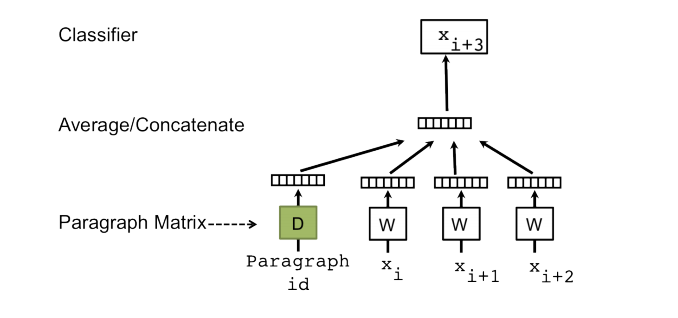 Classifier
x i+3
Average/Concatenate
Paragraph Matrix
D W W W
Paragraph id
x i x i+1 x i+2